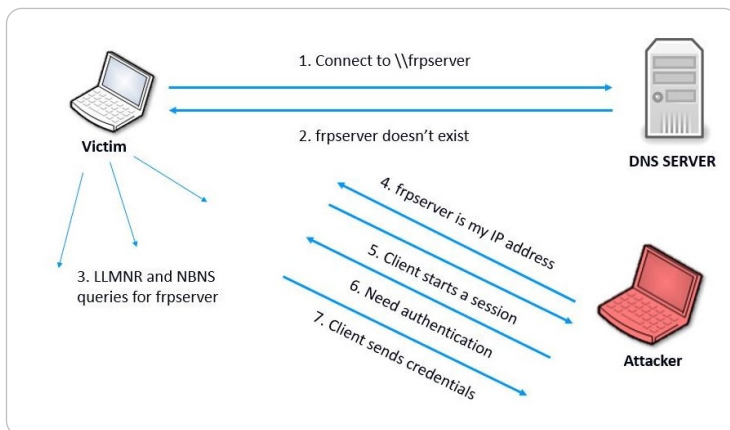 1. Connect to \\frpserver
2. frpserver doesn't exist
Victim
DNS SERVER
3. LLMNR and NBNS
queries for frpserver
4. frpserver is my IP address
5. Client starts a session
6. Need authentication
7. Client sends credentials
Attacker